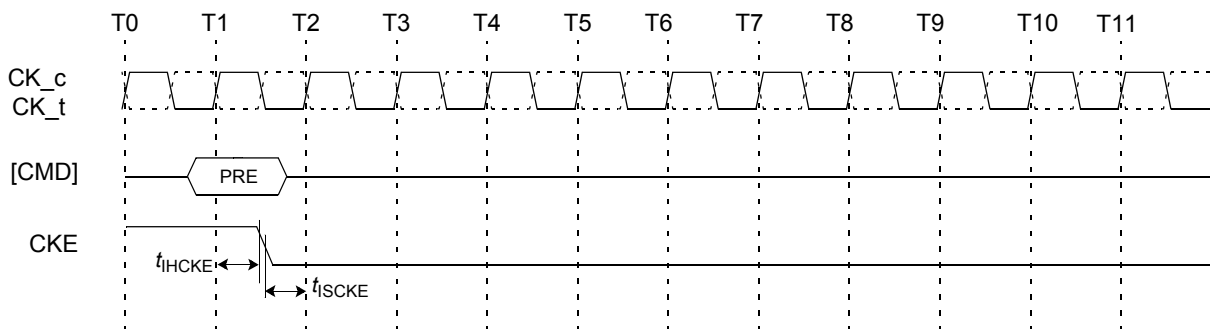 T0 T1 T2 T3 T4 T5 T6 T7 T8 T9 T10 T11
CK_c
CK_t
[CMD] PRE
CKE
tIHCKE
tISCKE